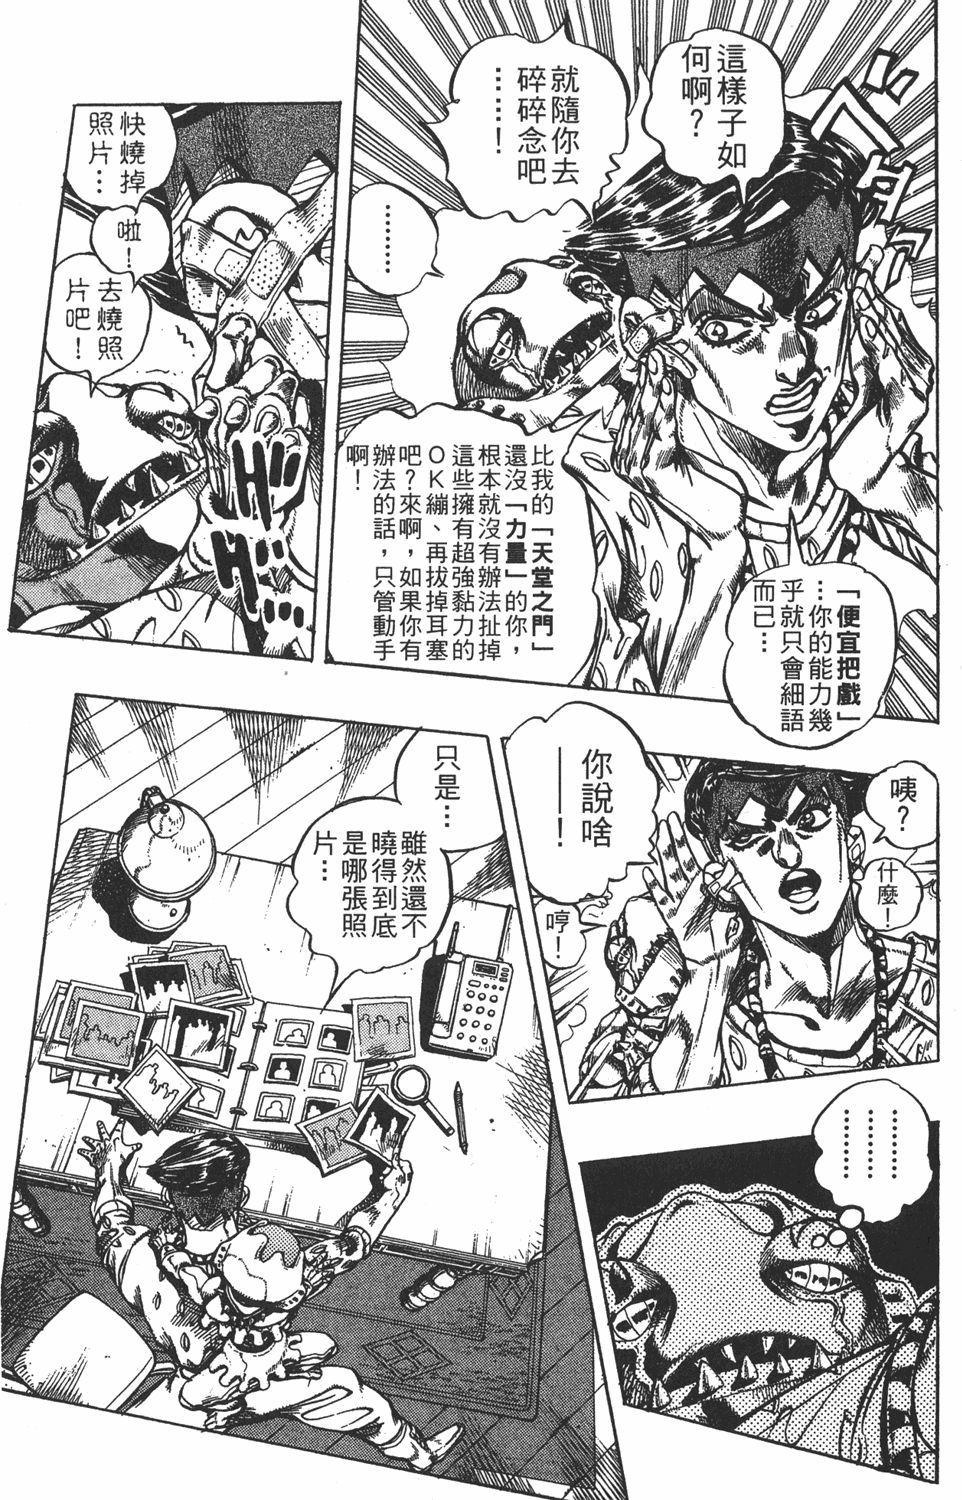 這樣子如
何啊？
就隨你去
碎碎念吧
……！
………
「便宜把戲」
…你的能力幾
乎就只會細語
而已…
比我的「天堂之門」
還沒「力量」的你，
根本就沒有辦法扯掉
這些擁有超強黏力的
OK繃、再拔掉耳塞
吧？來啊，如果你有
辦法的話，只管動手
啊！
快燒掉
照片…
啦！
去燒照
片吧！
咦？
什麼！
你說啥
——！
哼！
………
………
只是…
雖然還不
曉得到底
是哪張照
片…